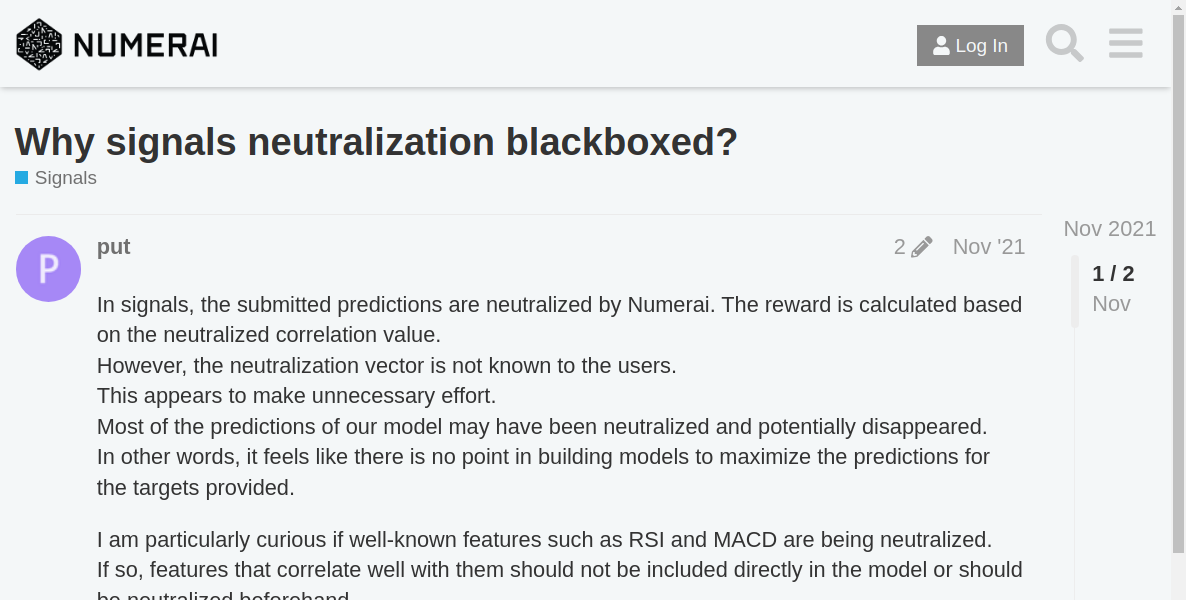 NUMERAI
Log In
Why signals neutralization blackboxed?
Signals
put
2
Nov '21
Nov 2021
1 / 2
Nov
P
In signals, the submitted predictions are neutralized by Numerai. The reward is calculated based
on the neutralized correlation value.
However, the neutralization vector is not known to the users.
This appears to make unnecessary effort.
Most of the predictions of our model may have been neutralized and potentially disappeared.
In other words, it feels like there is no point in building models to maximize the predictions for
the targets provided.
I am particularly curious if well-known features such as RSI and MACD are being neutralized.
If so, features that correlate well with them should not be included directly in the model or should
be neutralized beforehand